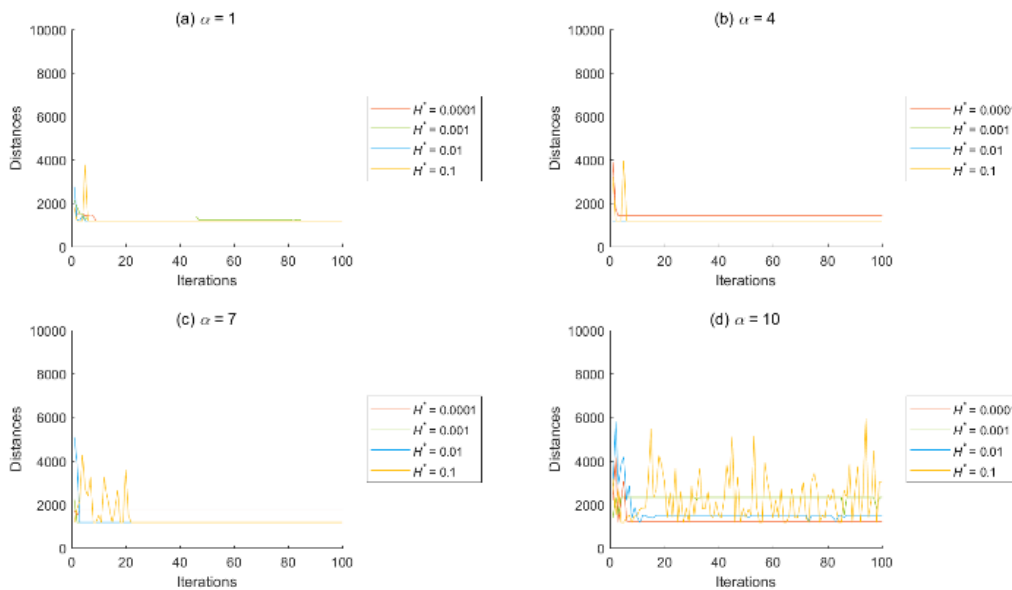 (a) α = 1
10000
8000
6000
4000
2000
0
Distances
0 20 40 60 80 100
Iterations
H* = 0.0001
H* = 0.001
H* = 0.01
H* = 0.1
(b) α = 4
10000
8000
6000
4000
2000
0
Distances
0 20 40 60 80 100
Iterations
H* = 0.000
H* = 0.001
H* = 0.01
H* = 0.1
(c) α = 7
10000
8000
6000
4000
2000
0
Distances
0 20 40 60 80 100
Iterations
H* = 0.0001
H* = 0.001
H* = 0.01
H* = 0.1
(d) α = 10
10000
8000
6000
4000
2000
0
Distances
0 20 40 60 80 100
Iterations
H* = 0.000
H* = 0.001
H* = 0.01
H* = 0.1